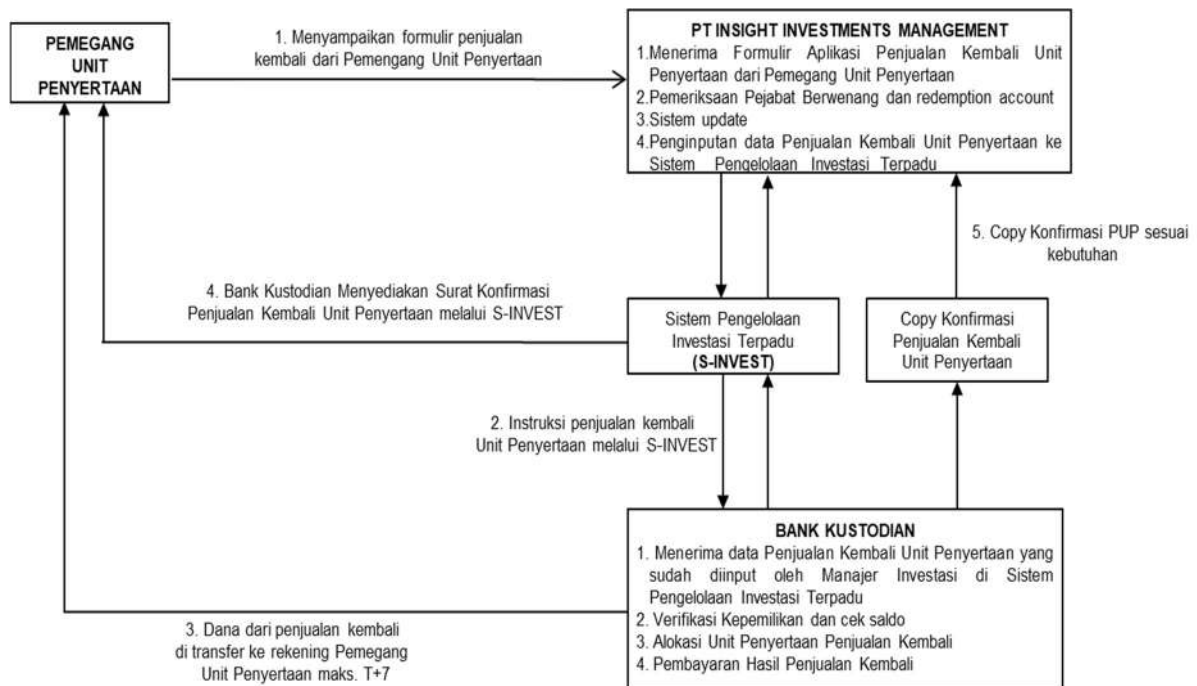 PEMEGANG
UNIT
PENYERTAAN
1. Menyampaikan formulir penjualan
kembali dari Pemengang Unit Penyertaan
PT INSIGHT INVESTMENTS MANAGEMENT
1.Menerima Formulir Aplikasi Penjualan Kembali Unit
Penyertaan dari Pemegang Unit Penyertaan
2.Pemeriksaan Pejabat Berwenang dan redemption account
3.Sistem update
4.Penginputan data Penjualan Kembali Unit Penyertaan ke
Sistem Pengelolaan Investasi Terpadu
5. Copy Konfirmasi PUP sesuai
kebutuhan
4. Bank Kustodian Menyediakan Surat Konfirmasi
Penjualan Kembali Unit Penyertaan melalui S-INVEST
Sistem Pengelolaan
Investasi Terpadu
(S-INVEST)
Copy Konfirmasi
Penjualan Kembali
Unit Penyertaan
2. Instruksi penjualan kembali
Unit Penyertaan melalui S-INVEST
BANK KUSTODIAN
1. Menerima data Penjualan Kembali Unit Penyertaan yang
sudah diinput oleh Manajer Investasi di Sistem
Pengelolaan Investasi Terpadu
2. Verifikasi Kepemilikan dan cek saldo
3. Alokasi Unit Penyertaan Penjualan Kembali
4. Pembayaran Hasil Penjualan Kembali
3. Dana dari penjualan kembali
di transfer ke rekening Pemegang
Unit Penyertaan maks. T+7